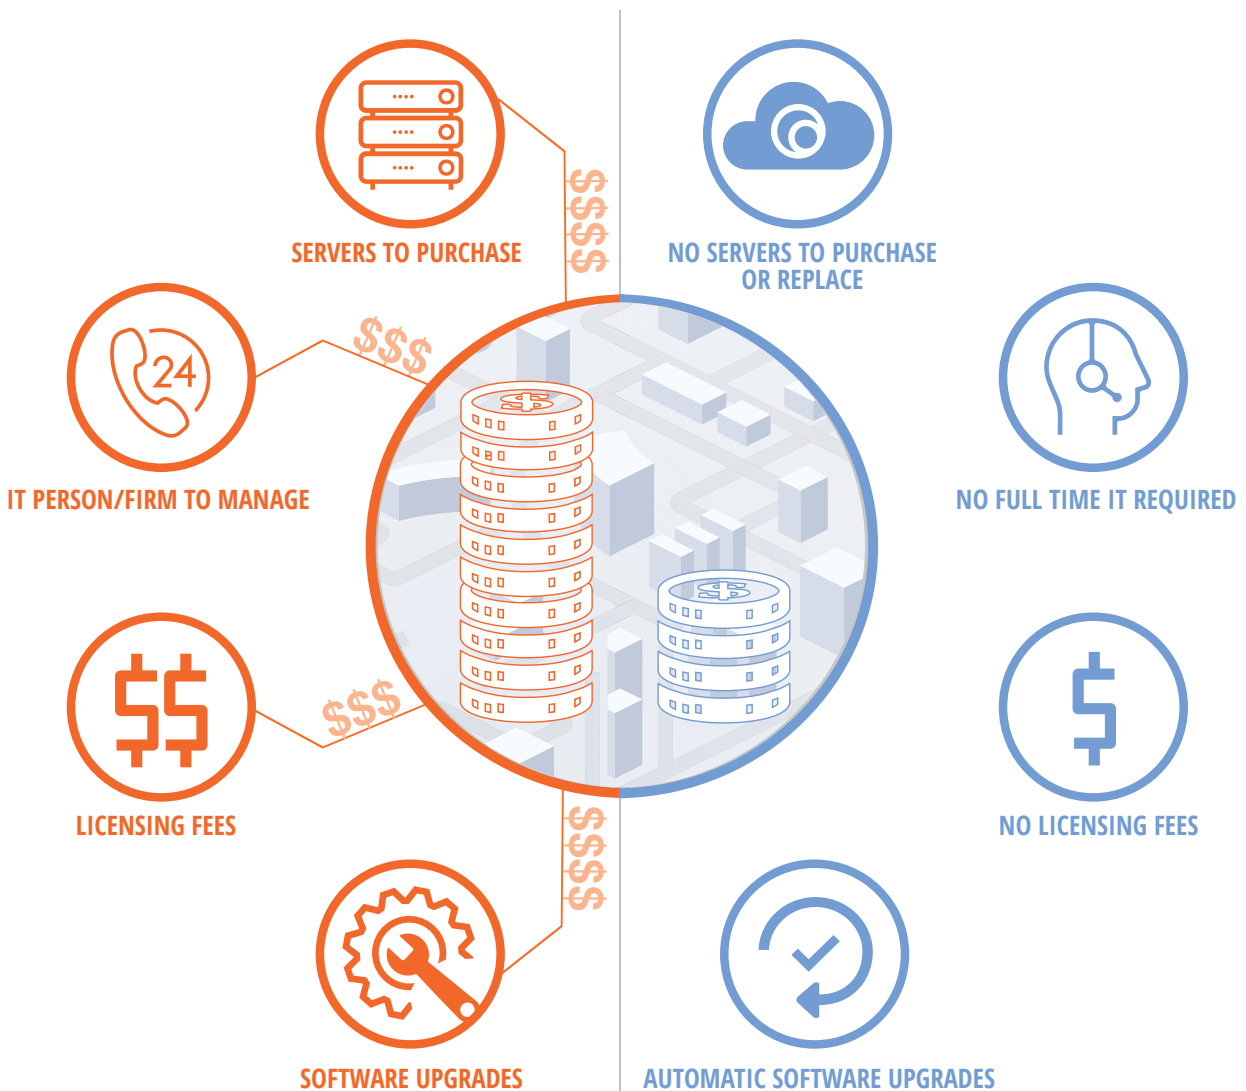 $$$$
SERVERS TO PURCHASE
NO SERVERS TO PURCHASE
OR REPLACE
24
$$$
IT PERSON/FIRM TO MANAGE
NO FULL TIME IT REQUIRED
$
$
$$
$$$
$
LICENSING FEES
NO LICENSING FEES
$$$$
SOFTWARE UPGRADES
AUTOMATIC SOFTWARE UPGRADES